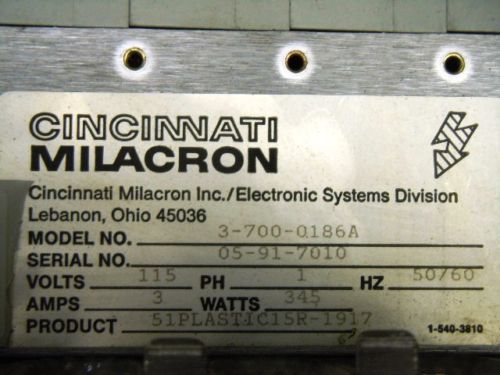 CINCINNATI
MILACRON
Cincinnati Milacron Inc./Electronic Systems Division
Lebanon, Ohio 45036
MODEL NO. 3-700-0186A
SERIAL NO. 05-91-7010
VOLTS 115 PH 1 HZ 50/60
AMPS 3 WATTS 345
PRODUCT 51PLASTIC15R-1917
1-540-3810